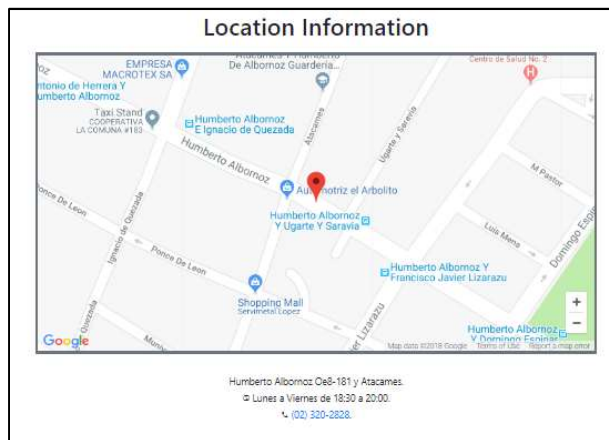 Location Information
Atacames Y Humberto
De Albornoz Guardería...
Centro de Salud No. 2
EMPRESA
MACROTEX SA
ntonio de Herrera Y
umberto Albornoz
Taxi Stand
COOPERATIVA
LA COMUNA #183
Humberto Albornoz
E Ignacio de Quezada
Atacames
Ugarte y Saravia
Humberto Albornoz
Automotriz el Arbolito
M Pastor
Humberto Albornoz
Y Ugarte Y Saravia
Ignacio de Quezada
Ponce De Leon
Ponce De Leon
Luis Mena
Domingo Espinar
Humberto Albornoz Y
Francisco Javier Lizarazu
Shopping Mall
Servimetal Lopez
Quezada
ier Lizarazu
+
−
Humberto Albornoz
Y Domingo Espinar
Google
Map data ©2018 Google
Terms of Use
Report a map error
Humberto Albornoz Oe8-181 y Atacames.
Lunes a Viernes de 18:30 a 20:00.
(02) 320-2828.